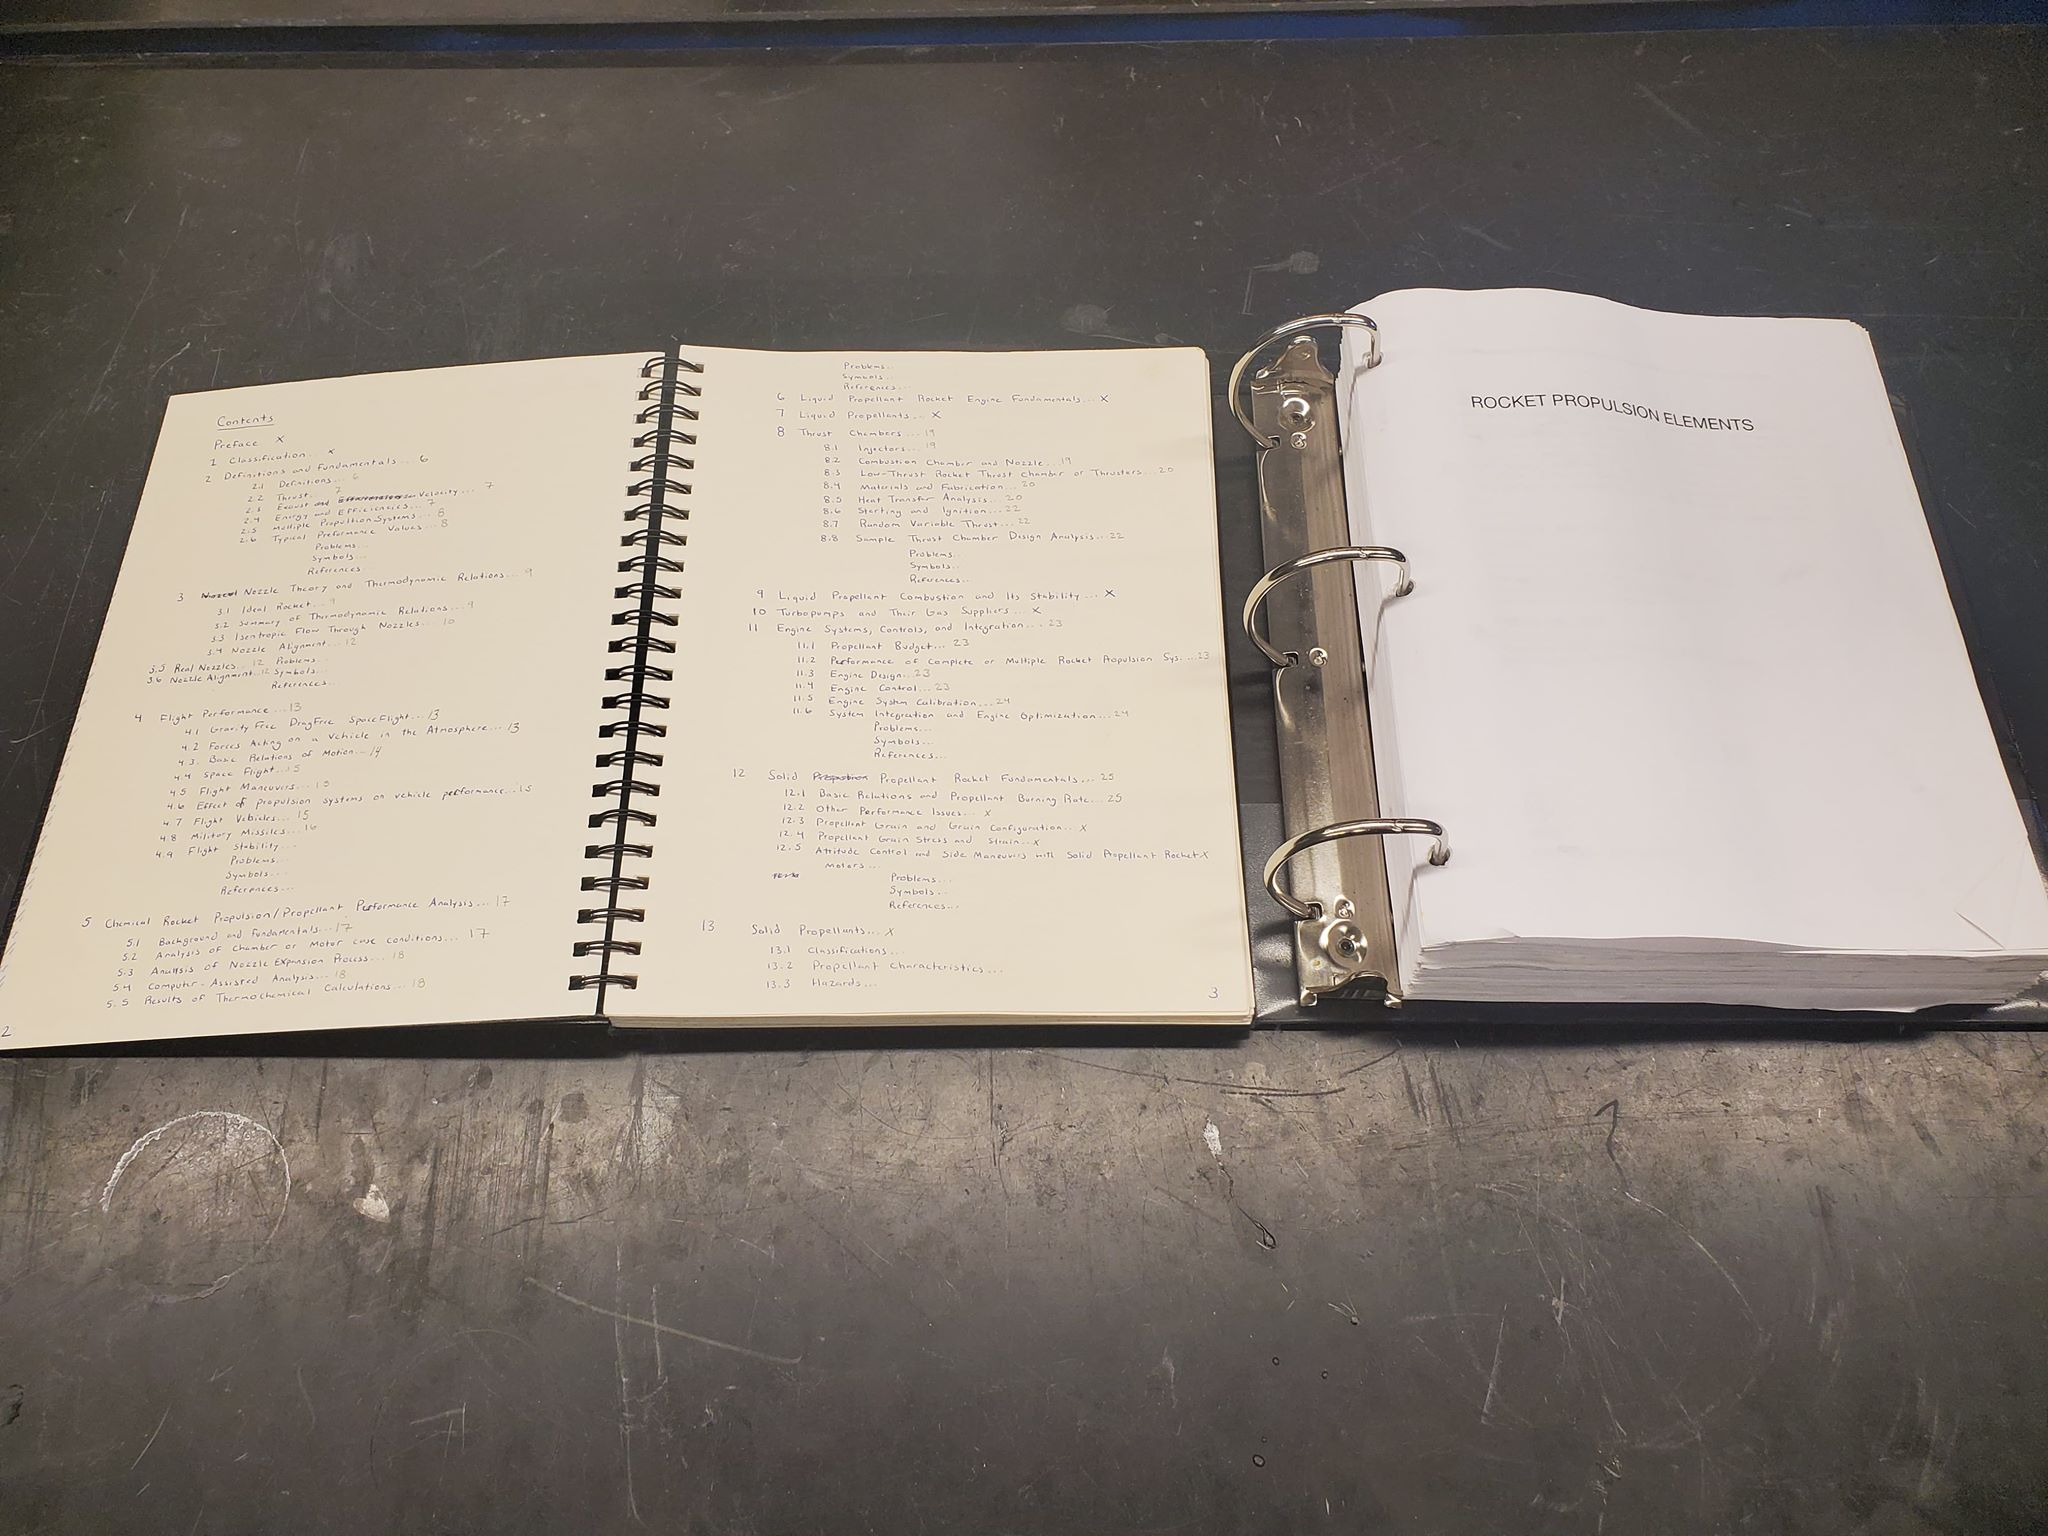 Contents
Preface X
1 Classification... X
2 Definitions and Fundamentals... 6
2.1 Definitions... 6
2.2 Thrust... 7
2.3 Exaust Velocity... 7
2.4 Energy and Efficiencies... 7
2.5 Multiple Propulsion Systems... 8
2.6 Typical Preformance Values... 8
Problems...
Symbols...
References...
3 Nozzle Theory and Thermodynamic Relations... 9
3.1 Ideal Rocket... 9
3.2 Summary of Thermodynamic Relations... 9
3.3 Isentropic Flow Through Nozzles... 10
3.4 Nozzle Alignment... 12
3.5 Real Nozzles... 12 Problems...
3.6 Nozzle Alignment... 12 Symbols...
References...
4 Flight Performance... 13
4.1 Gravity Free DragFree SpaceFlight... 13
4.2 Forces Acting on a Vehicle in the Atmosphere... 13
4.3. Basic Relations of Motion... 14
4.4 Space Flight... 15
4.5 Flight Maneuvers... 15
4.6 Effect of propulsion systems on vehicle performance... 15
4.7 Flight Vehicles... 15
4.8 Military Missiles... 16
4.9 Flight Stability...
Problems...
Symbols...
References...
5 Chemical Rocket Propulsion/Propellant Performance Analysis... 17
5.1 Background and Fundamentals... 17
5.2 Analysis of Chamber or Motor case conditions... 17
5.3 Analysis of Nozzle Expansion Process... 18
5.4 Computer-Assisted Analysis... 18
5.5 Results of Thermochemical Calculations... 18
2
Problems...
Symbols...
References...
6 Liquid Propellant Rocket Engine Fundamentals... X
7 Liquid Propellants... X
8 Thrust Chambers... 19
8.1 Injectors... 19
8.2 Combustion Chamber and Nozzle... 19
8.3 Low-Thrust Rocket Thrust Chamber or Thrusters... 20
8.4 Materials and Fabrication... 20
8.5 Heat Transfer Analysis... 20
8.6 Starting and Ignition... 22
8.7 Random Variable Thrust... 22
8.8 Sample Thrust Chamber Design Analysis... 22
Problems...
Symbols...
References...
9 Liquid Propellant Combustion and Its Stability... X
10 Turbopumps and Their Gas Suppliers... X
11 Engine Systems, Controls, and Integration... 23
11.1 Propellant Budget... 23
11.2 Performance of Complete or Multiple Rocket Propulsion Sys. ... 23
11.3 Engine Design... 23
11.4 Engine Control... 23
11.5 Engine System Calibration... 24
11.6 System Integration and Engine Optimization... 24
Problems...
Symbols...
References...
12 Solid Propellant Rocket Fundamentals... 25
12.1 Basic Relations and Propellant Burning Rate... 25
12.2 Other Performance Issues... X
12.3 Propellant Grain and Grain Configuration... X
12.4 Propellant Grain Stress and Strain... X
12.5 Attitude Control and Side Maneuvers with Solid Propellant Rocket X
Motors...
Problems...
Symbols...
References...
13 Solid Propellants... X
13.1 Classifications...
13.2 Propellant Characteristics...
13.3 Hazards...
3
ROCKET PROPULSION ELEMENTS